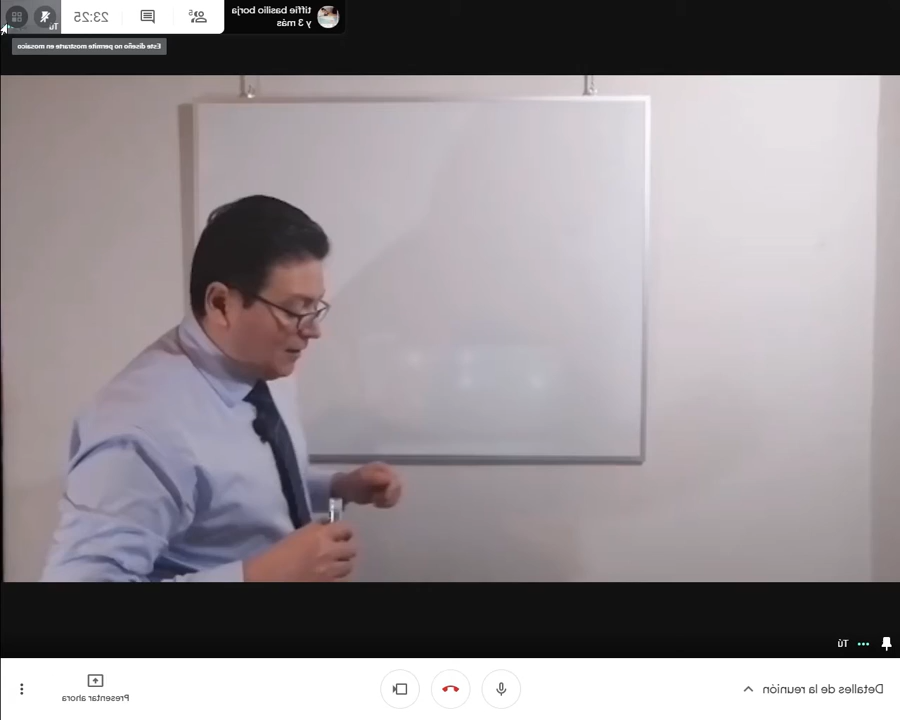 tiffie basilio borja
y 3 más
5
23:25
Tú
Este diseño no permite mostrarte en mosaico
Tú
Detalles de la reunión
Presentar ahora